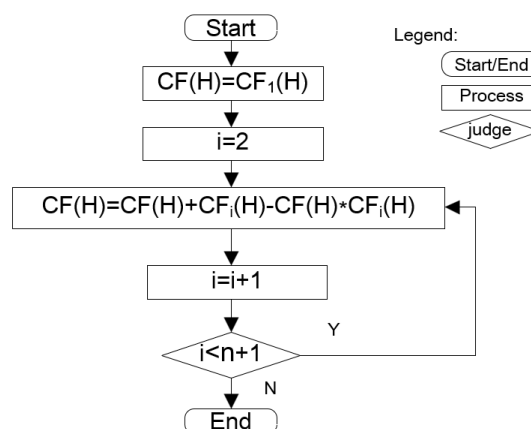 Start
Legend:
Start/End
CF(H)=CF₁(H)
Process
i=2
judge
CF(H)=CF(H)+CFᵢ(H)-CF(H)*CFᵢ(H)
i=i+1
Y
i<n+1
N
End